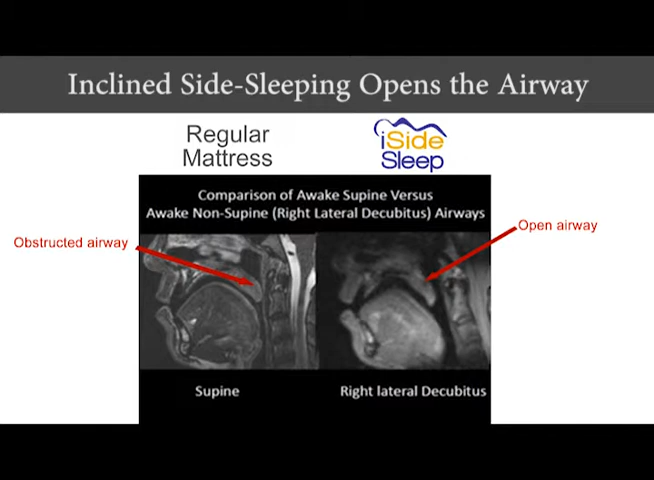 Inclined Side-Sleeping Opens the Airway
Regular
Mattress
iSide
Sleep
Comparison of Awake Supine Versus
Awake Non-Supine (Right Lateral Decubitus) Airways
Obstructed airway
Open airway
Supine
Right lateral Decubitus